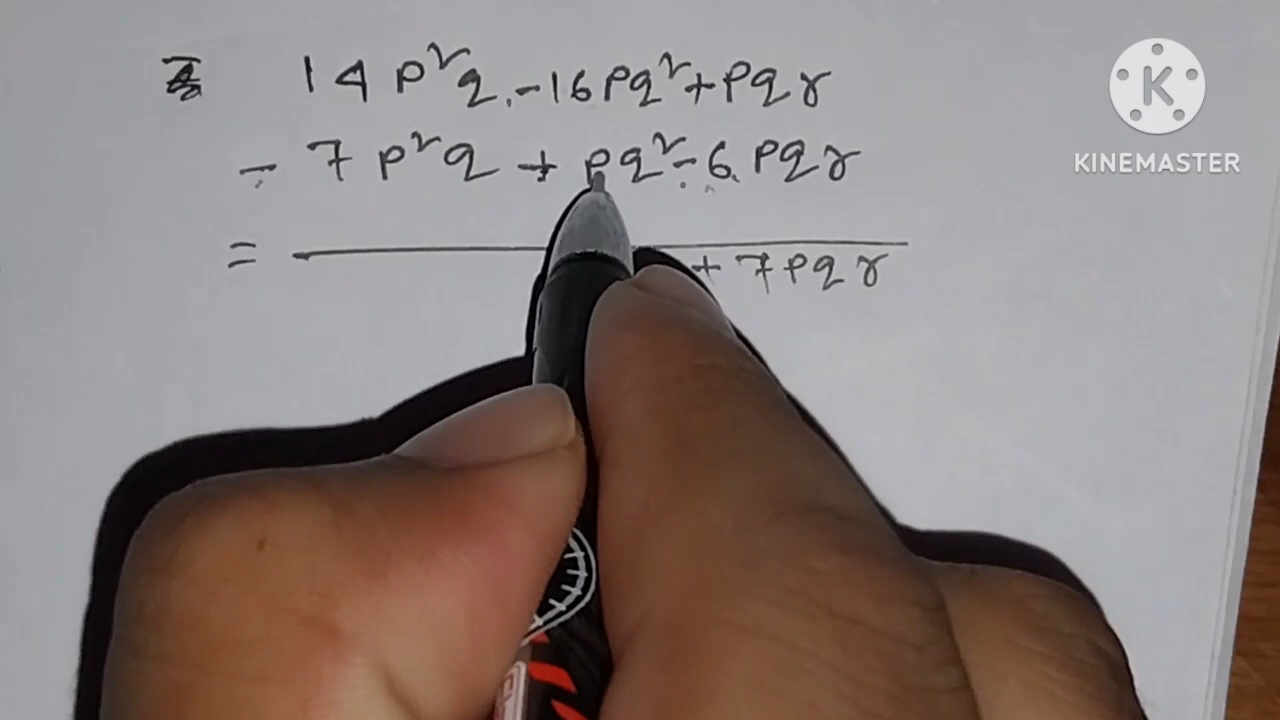 14p²q - 16pq² + pqr
- 7p²q + pq² - 6pqr
= + 7pqr
K
KINEMASTER